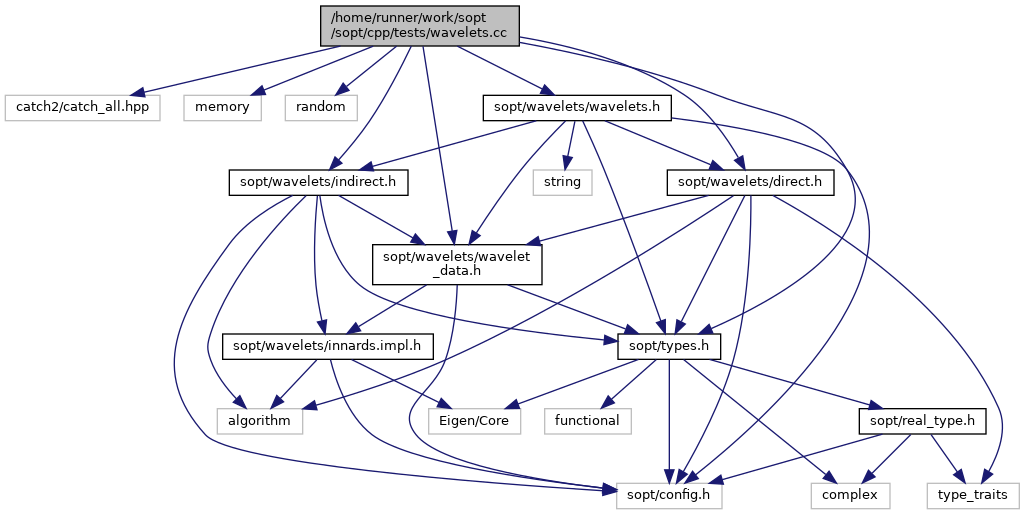 /home/runner/work/sopt
/sopt/cpp/tests/wavelets.cc
catch2/catch_all.hpp
memory
random
sopt/wavelets/wavelets.h
sopt/wavelets/indirect.h
string
sopt/wavelets/direct.h
sopt/wavelets/wavelet
_data.h
sopt/wavelets/innards.impl.h
sopt/types.h
algorithm
Eigen/Core
functional
sopt/real_type.h
sopt/config.h
complex
type_traits